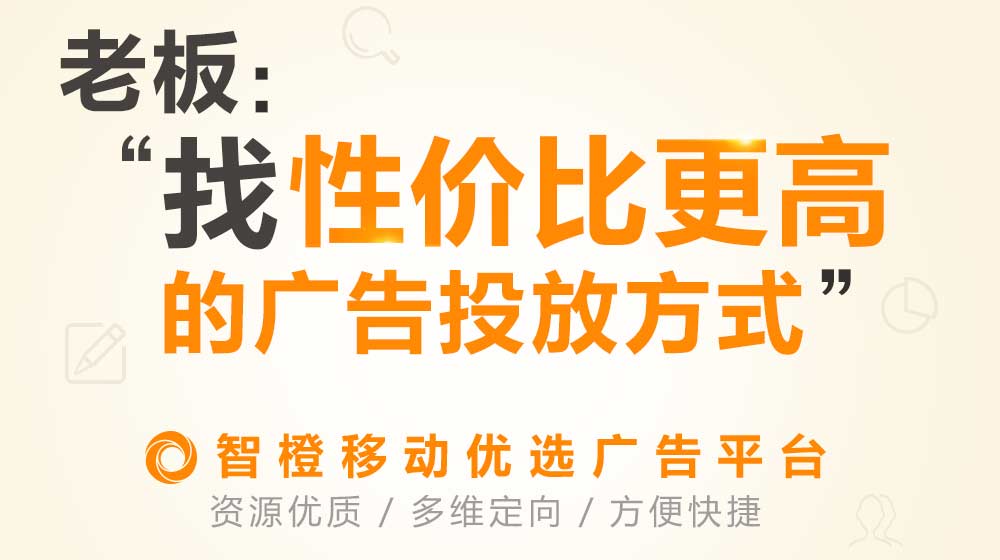 老板：
“找性价比更高
的广告投放方式”
智橙移动优选广告平台
资源优质 / 多维定向 / 方便快捷